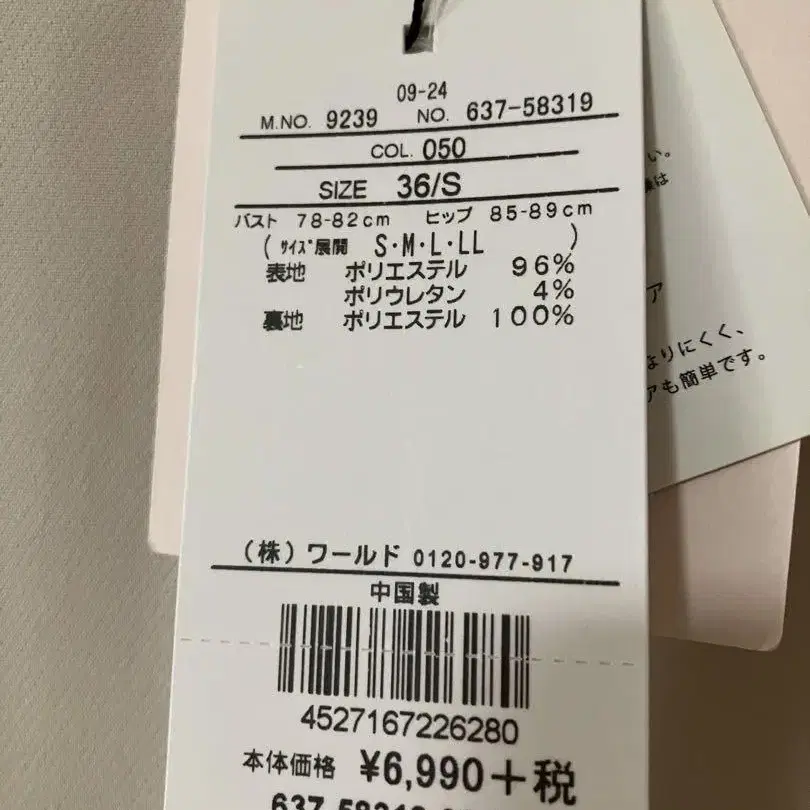 09-24
M.NO. 9239 NO. 637-58319
COL. 050
SIZE 36/S
バスト 78-82cm ヒップ 85-89cm
(サイズ展開 S・M・L・LL)
表地 ポリエステル 96%
ポリウレタン 4%
裏地 ポリエステル 100%
(株)ワールド 0120-977-917
中国製
4527167226280
本体価格 ¥6,990+税
637-58319
い。
は
ア
よりにくく、
アも簡単です。